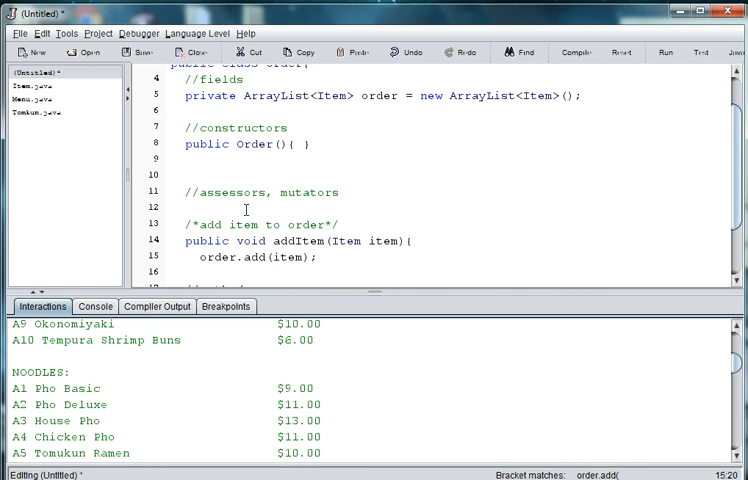 (Untitled) *
File Edit Tools Project Debugger Language Level Help
New Open Save Close Cut Copy Paste Undo Redo Find Compile Reset Run Test
(Untitled) *
Item.java
Menu.java
Tomkun.java
4 //fields
5 private ArrayList<Item> order = new ArrayList<Item>();
6
7 //constructors
8 public Order(){ }
9
10
11 //assessors, mutators
12
13 /*add item to order*/
14 public void addItem(Item item){
15 order.add(item);
16
Interactions Console Compiler Output Breakpoints
A9 Okonomiyaki $10.00
A10 Tempura Shrimp Buns $6.00
NOODLES:
A1 Pho Basic $9.00
A2 Pho Deluxe $11.00
A3 House Pho $13.00
A4 Chicken Pho $11.00
A5 Tomukun Ramen $10.00
Editing (Untitled) * Bracket matches: order.add( 15:20